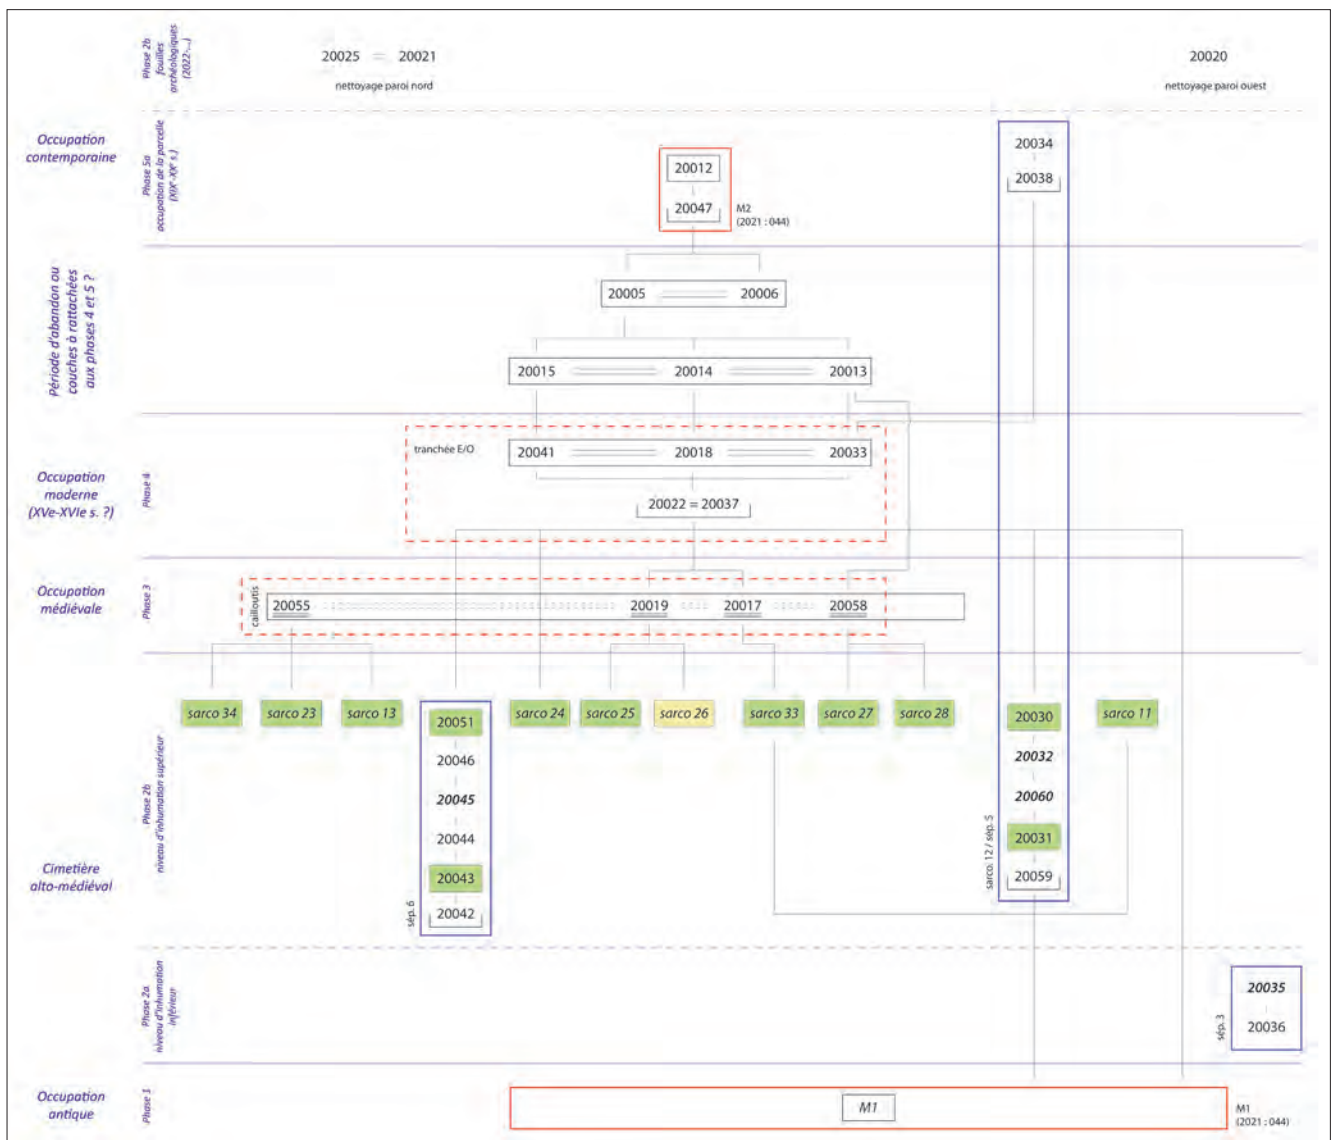 Phase 2b
fouilles
archéologiques
(2022-...)
20025 = 20021
nettoyage paroi nord
20020
nettoyage paroi ouest
Occupation
contemporaine
Phase 5a
occupation de la parcelle
(XIXe-XXe s.)
20012
20047
M2
(2021 : 044)
20034
20038
Période d'abandon ou
couches à rattachées
aux phases 4 et 5 ?
20005
20006
20015
20014
20013
Occupation
moderne
(XVe-XVIe s. ?)
Phase 4
tranchée E/O
20041
20018
20033
20022 = 20037
Occupation
médiévale
Phase 3
cailloutis
20055
20019
20017
20058
Cimetière
alto-médiéval
Phase 2b
niveau d'inhumation supérieur
sarco 34
sarco 23
sarco 13
20051
20046
20045
20044
20043
20042
sép. 6
sarco 24
sarco 25
sarco 26
sarco 33
sarco 27
sarco 28
20030
20032
20060
20031
20059
sarco. 12 / sép. 5
sarco 11
Phase 2a
niveau d'inhumation
inférieur
20035
20036
sép. 3
Occupation
antique
Phase 1
M1
M1
(2021 : 044)